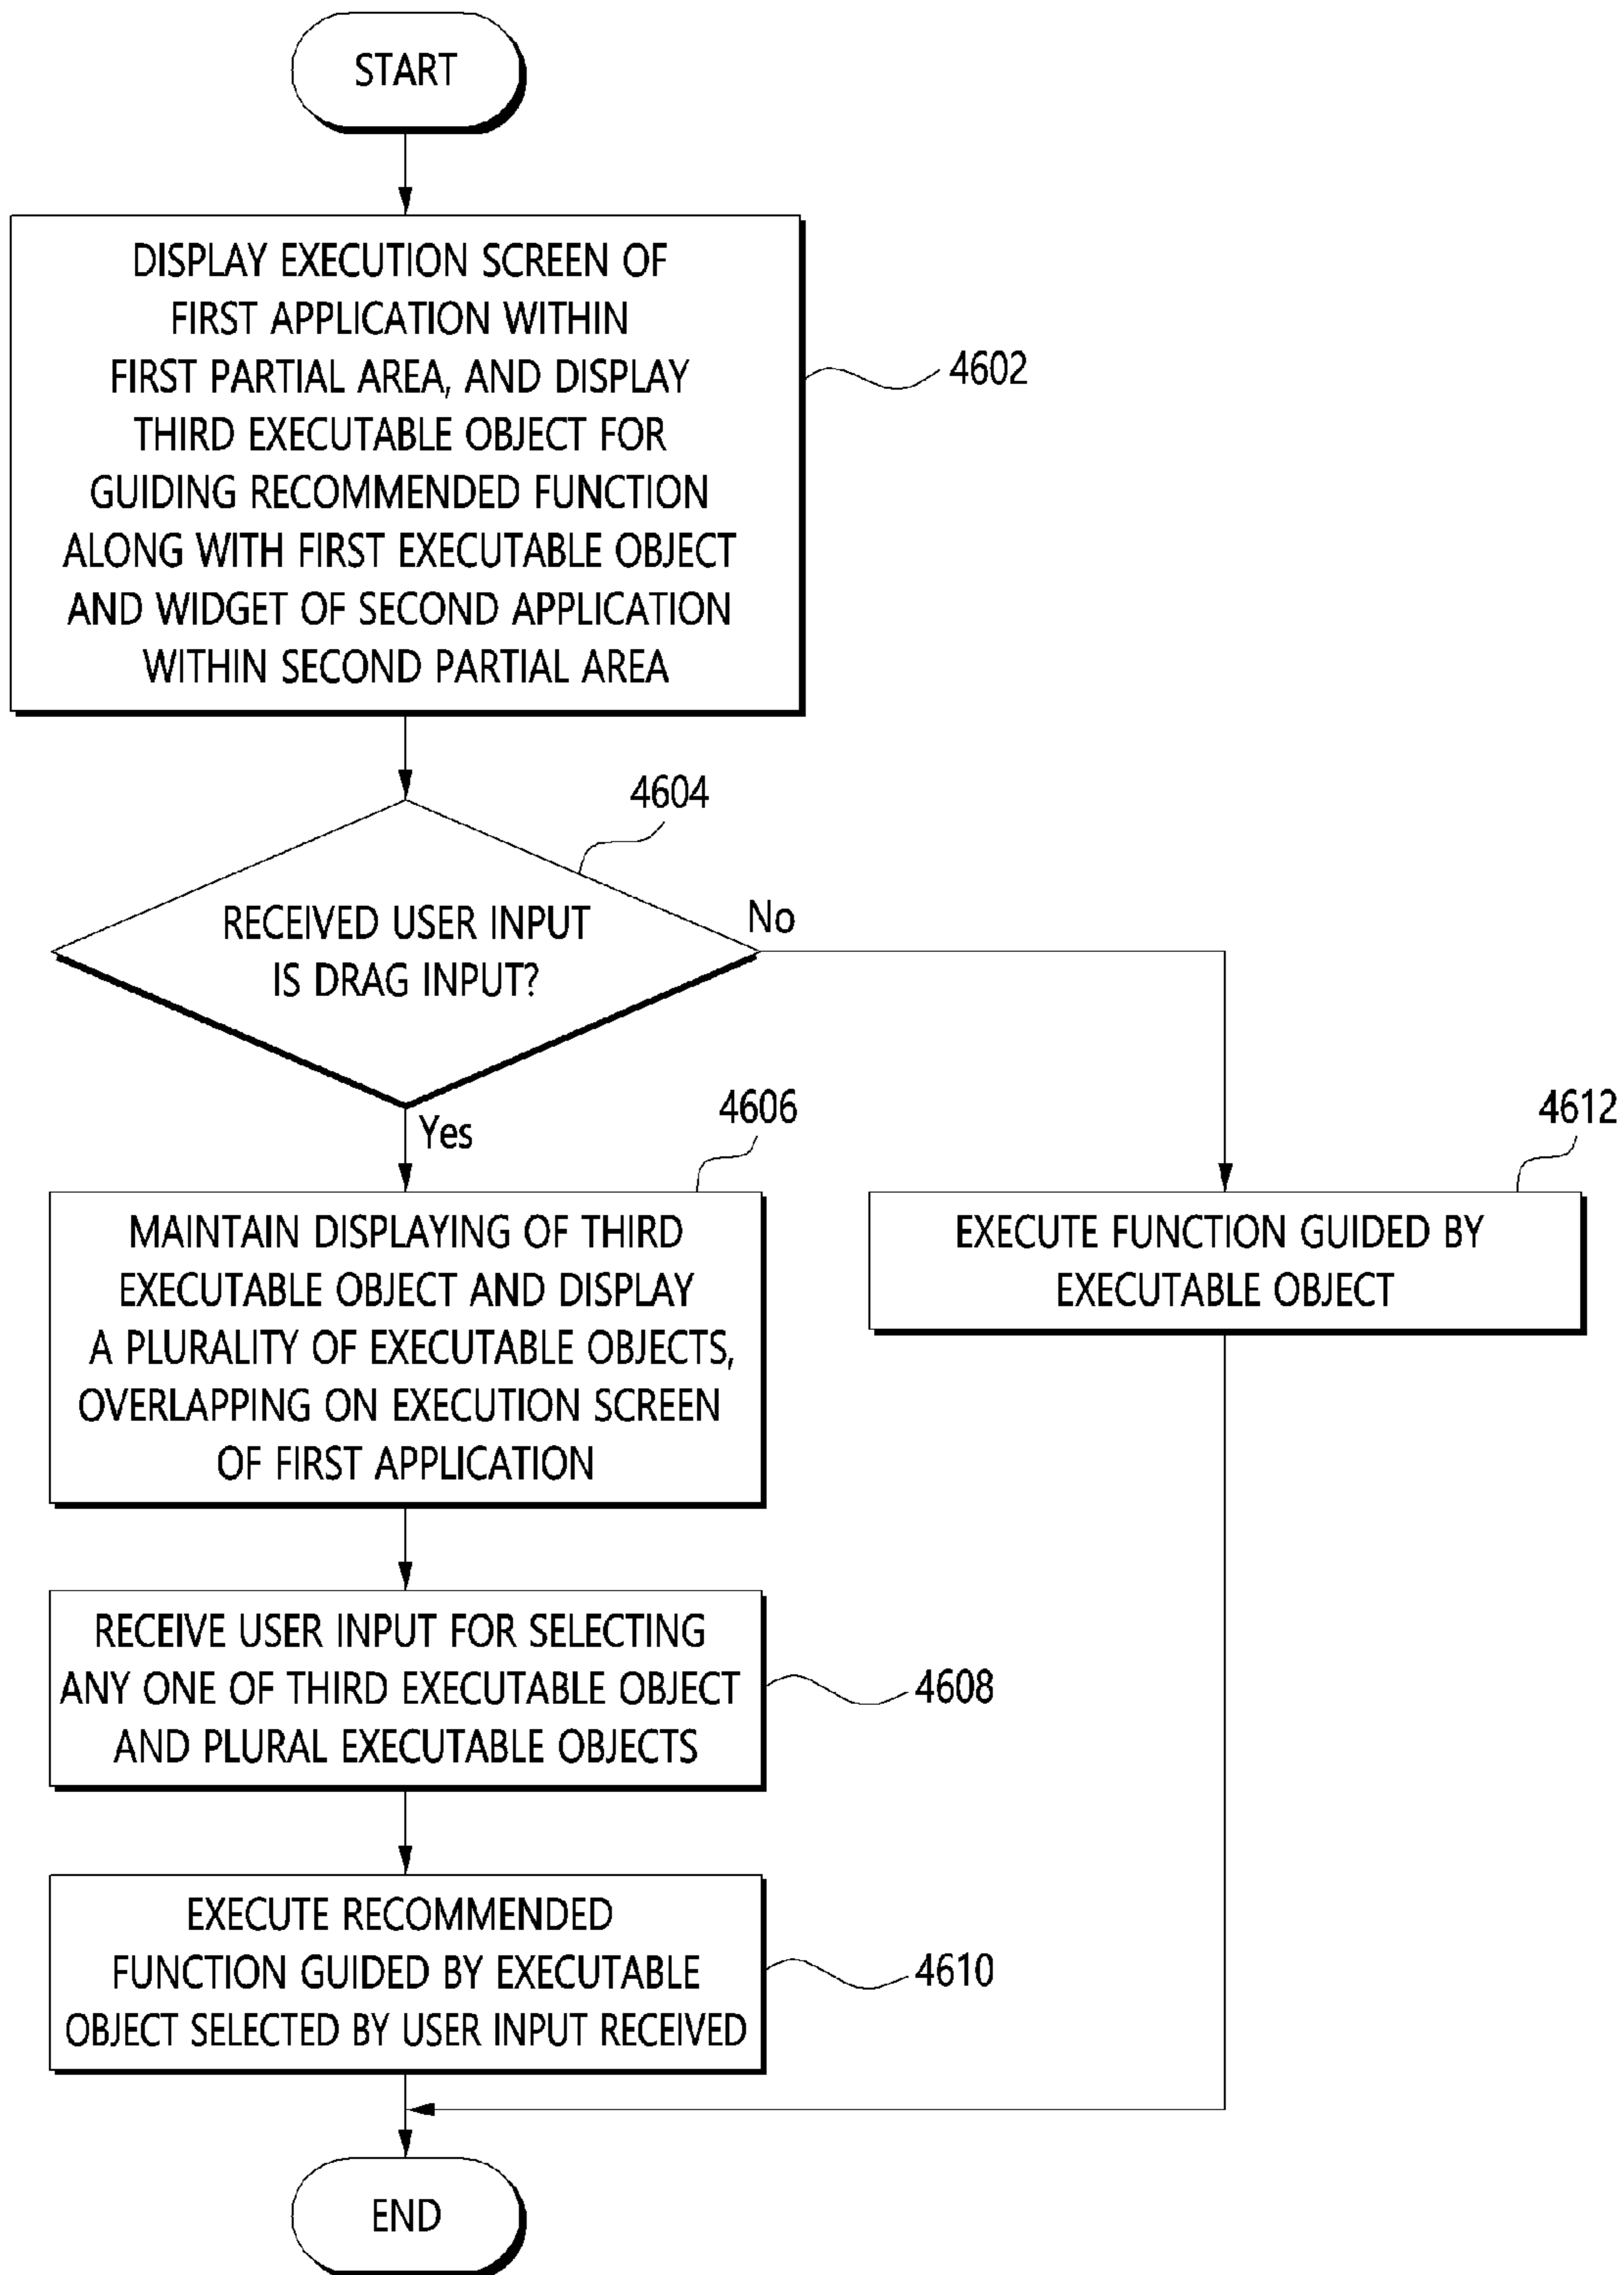 START
DISPLAY EXECUTION SCREEN OF
FIRST APPLICATION WITHIN
FIRST PARTIAL AREA, AND DISPLAY
THIRD EXECUTABLE OBJECT FOR
GUIDING RECOMMENDED FUNCTION
ALONG WITH FIRST EXECUTABLE OBJECT
AND WIDGET OF SECOND APPLICATION
WITHIN SECOND PARTIAL AREA
4602
4604
RECEIVED USER INPUT
IS DRAG INPUT?
No
Yes
4606
MAINTAIN DISPLAYING OF THIRD
EXECUTABLE OBJECT AND DISPLAY
A PLURALITY OF EXECUTABLE OBJECTS,
OVERLAPPING ON EXECUTION SCREEN
OF FIRST APPLICATION
4612
EXECUTE FUNCTION GUIDED BY
EXECUTABLE OBJECT
RECEIVE USER INPUT FOR SELECTING
ANY ONE OF THIRD EXECUTABLE OBJECT
AND PLURAL EXECUTABLE OBJECTS
4608
EXECUTE RECOMMENDED
FUNCTION GUIDED BY EXECUTABLE
OBJECT SELECTED BY USER INPUT RECEIVED
4610
END